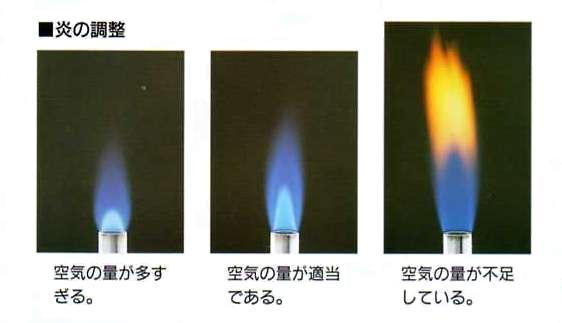 ■炎の調整
空気の量が多す
ぎる。
空気の量が適当
である。
空気の量が不足
している。